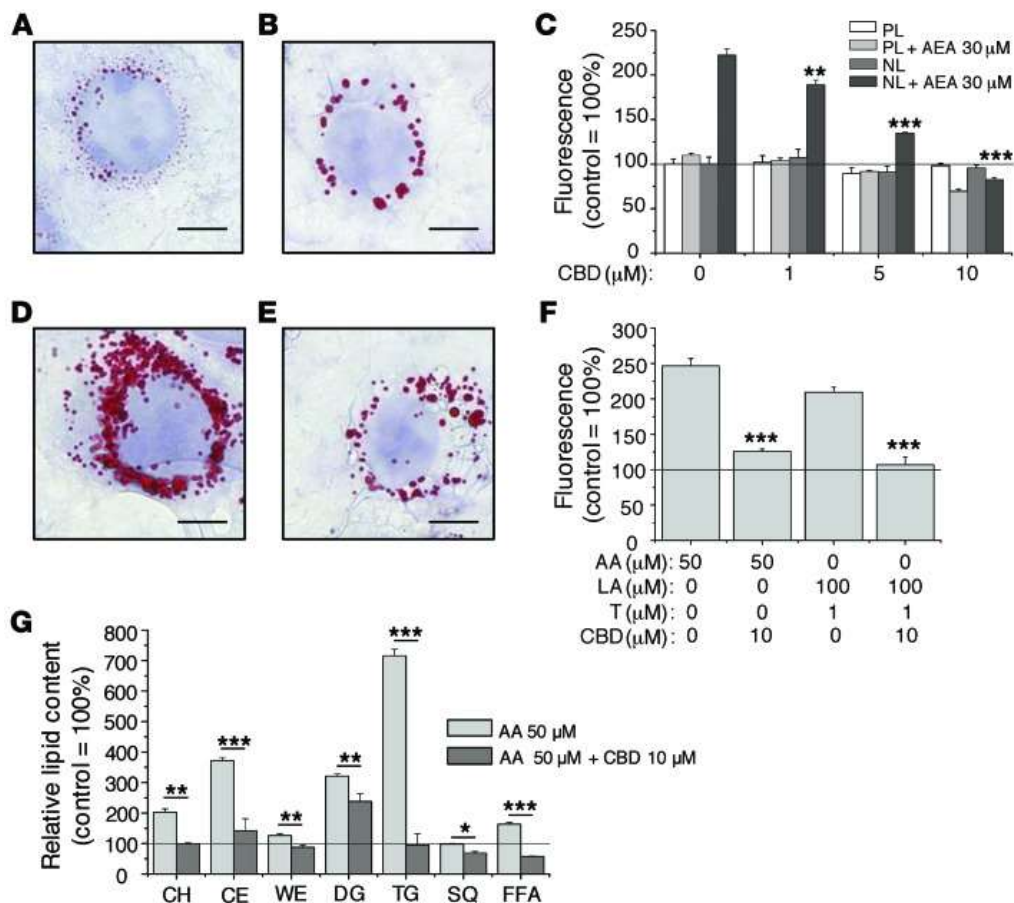 A
B
C
Fluorescence
(control = 100%)
250
200
150
100
50
0
PL
PL + AEA 30 µM
NL
NL + AEA 30 µM
**
***
***
CBD (µM): 0 1 5 10
D
E
F
Fluorescence
(control = 100%)
300
250
200
150
100
50
0
***
***
AA (µM): 50 50 0 0
LA (µM): 0 0 100 100
T (µM): 0 0 1 1
CBD (µM): 0 10 0 10
G
Relative lipid content
(control = 100%)
800
700
600
500
400
300
200
100
0
**
***
**
**
***
*
***
AA 50 µM
AA 50 µM + CBD 10 µM
CH CE WE DG TG SQ FFA